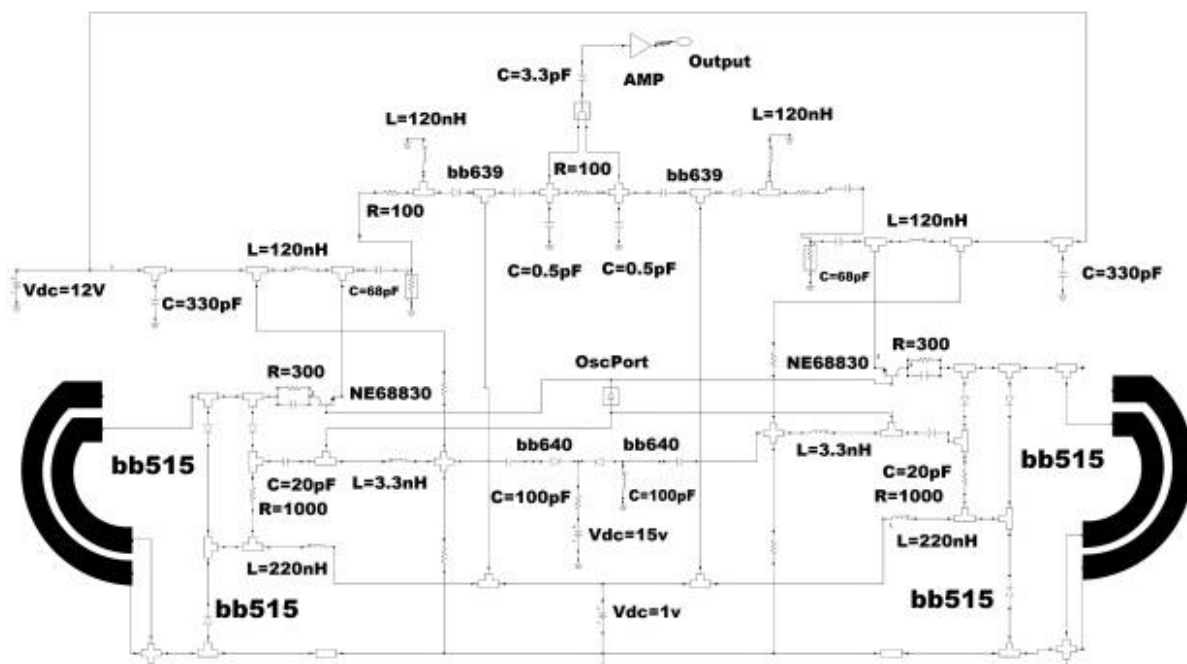 Output
AMP
C=3.3pF
L=120nH
L=120nH
bb639
R=100
bb639
R=100
L=120nH
L=120nH
C=0.5pF
C=0.5pF
Vdc=12V
C=330pF
C=68pF
C=68pF
C=330pF
R=300
OscPort
NE68830
R=300
NE68830
bb515
bb640
bb640
L=3.3nH
bb515
C=20pF
L=3.3nH
C=100pF
C=100pF
C=20pF
R=1000
R=1000
Vdc=15v
L=220nH
L=220nH
bb515
Vdc=1v
bb515